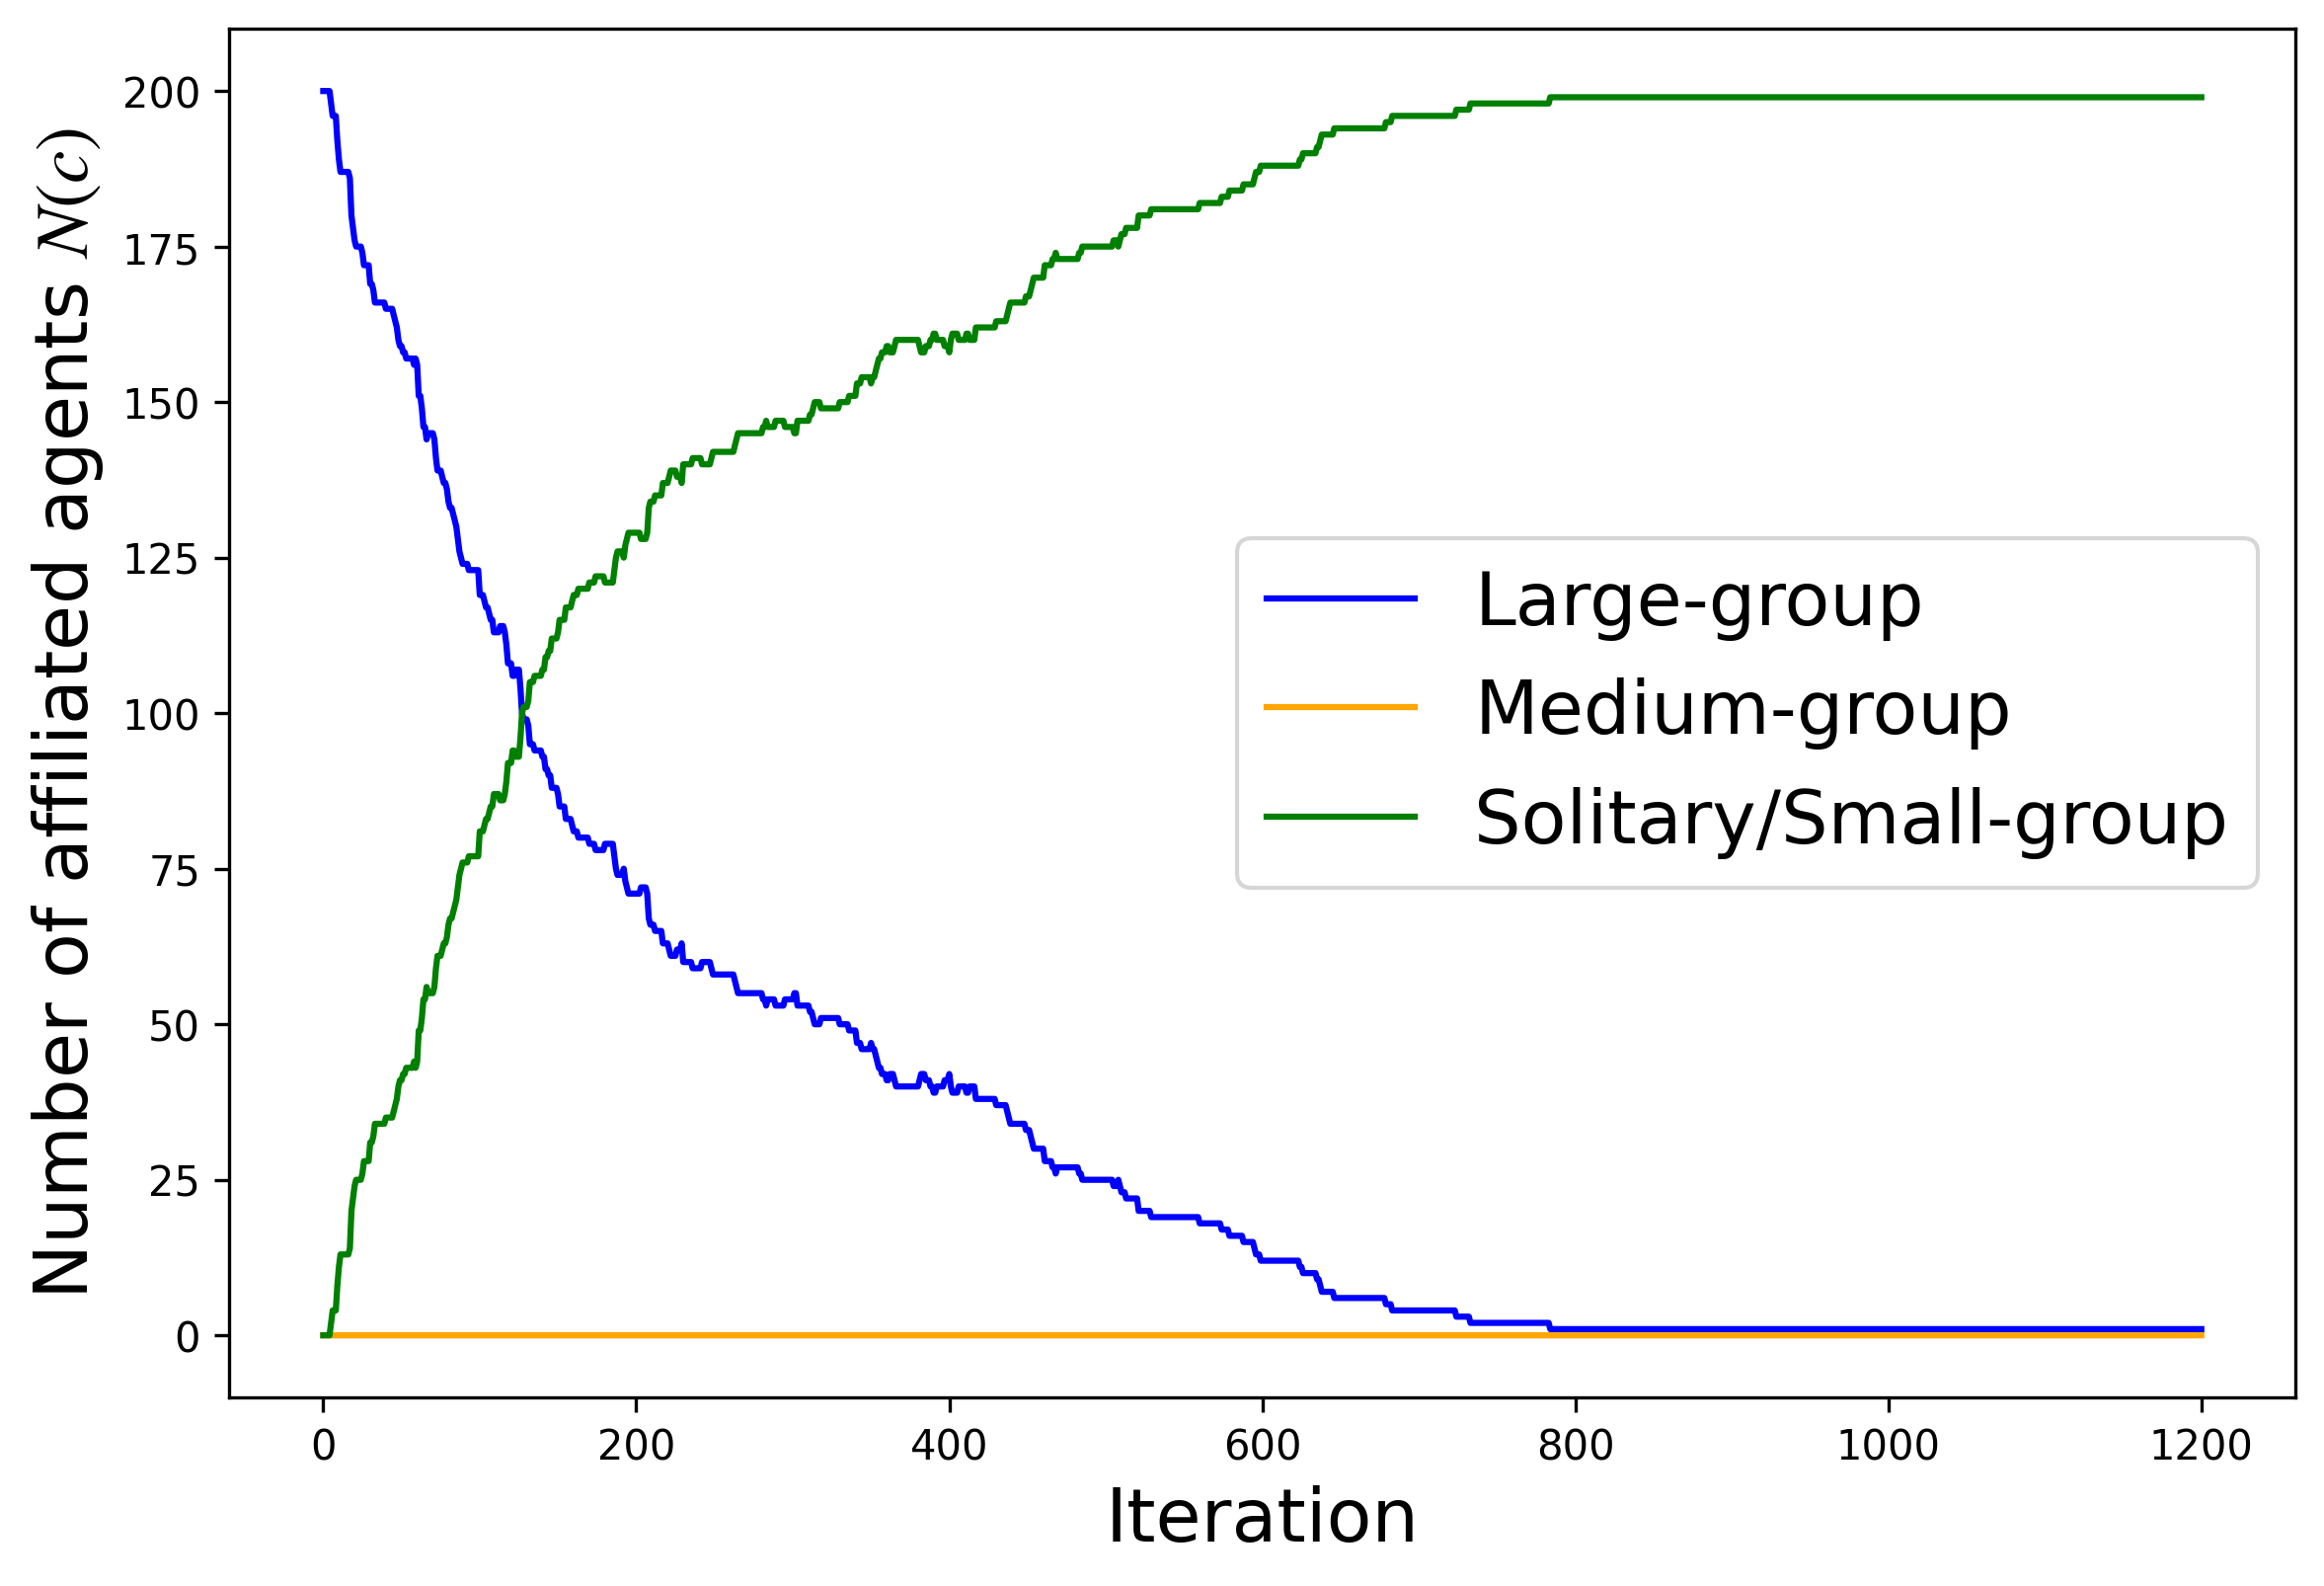 Number of affiliated agents N(c)
200
175
150
125
100
75
50
25
0
Large-group
Medium-group
Solitary/Small-group
0 200 400 600 800 1000 1200
Iteration